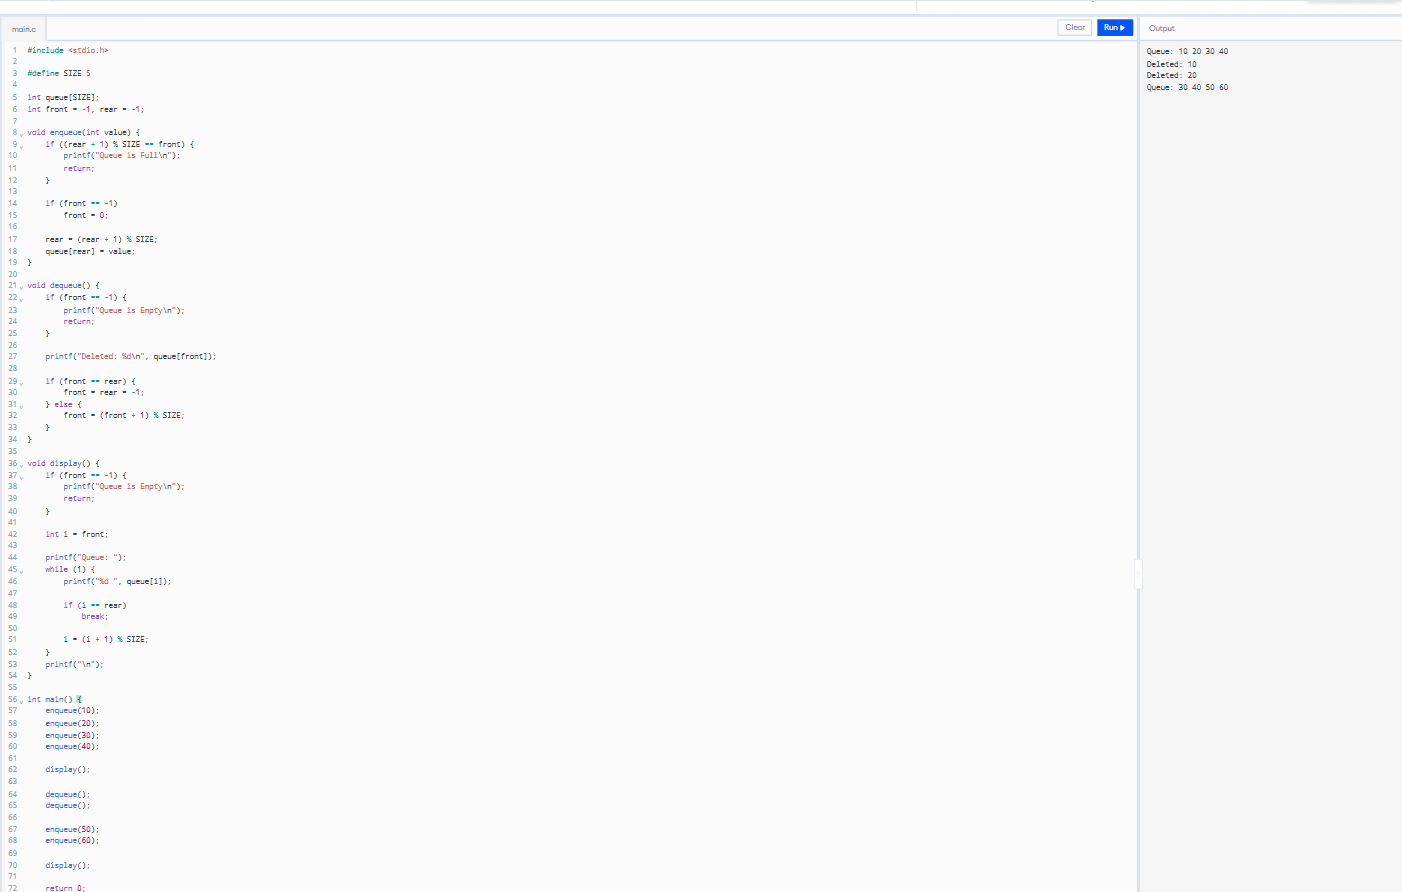 main.c
Clear
Run
Output
1 #include <stdio.h>
2
3 #define SIZE 5
4
5 int queue[SIZE];
6 int front = -1, rear = -1;
7
8 void enqueue(int value) {
9     if ((rear + 1) % SIZE == front) {
10         printf("Queue is Full\n");
11         return;
12     }
13
14     if (front == -1)
15         front = 0;
16
17     rear = (rear + 1) % SIZE;
18     queue[rear] = value;
19 }
20
21 void dequeue() {
22     if (front == -1) {
23         printf("Queue is Empty\n");
24         return;
25     }
26
27     printf("Deleted: %d\n", queue[front]);
28
29     if (front == rear) {
30         front = rear = -1;
31     } else {
32         front = (front + 1) % SIZE;
33     }
34 }
35
36 void display() {
37     if (front == -1) {
38         printf("Queue is Empty\n");
39         return;
40     }
41
42     int i = front;
43
44     printf("Queue: ");
45     while (1) {
46         printf("%d ", queue[i]);
47
48         if (i == rear)
49             break;
50
51         i = (i + 1) % SIZE;
52     }
53     printf("\n");
54 }
55
56 int main() {
57     enqueue(10);
58     enqueue(20);
59     enqueue(30);
60     enqueue(40);
61
62     display();
63
64     dequeue();
65     dequeue();
66
67     enqueue(50);
68     enqueue(60);
69
70     display();
71
72     return 0;
Queue: 10 20 30 40
Deleted: 10
Deleted: 20
Queue: 30 40 50 60